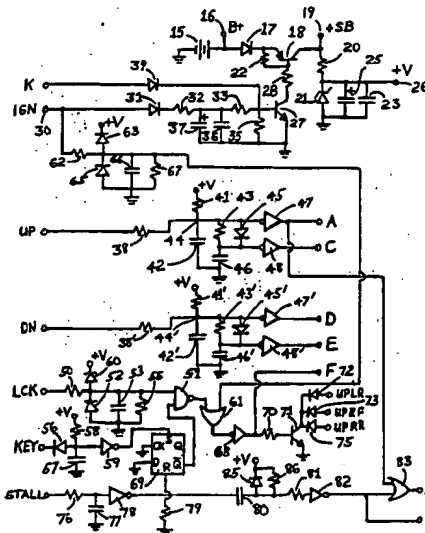 16 B+ 17 19 +SB
15 18 20 25 +V
22
28
K 39 21 26
IGN 31 32 33 27 23
30 +V 37 36 35
63
62
65 66 67
+V
41 43 45 47 A
UP 44
38 42 46 48 C
+V
41' 43' 45' 47' D
DN 44'
38' 42' 46' 48' E
72 F
LCK 50 +V 60 51 UPLR
52 53 55 61 73 UPRF
+V 70 71 UPRR
KEY 56 58 68 75
57 59 Q S
D
C R +V 83
69 85 86 81 82
STALL
76 77 78 79 80